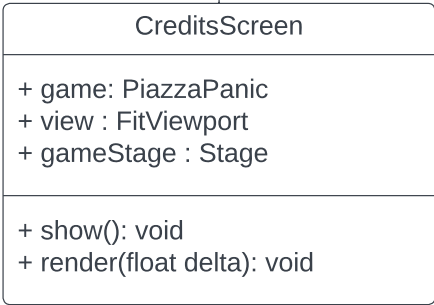 CreditsScreen
+ game: PiazzaPanic
+ view : FitViewport
+ gameStage : Stage
+ show(): void
+ render(float delta): void